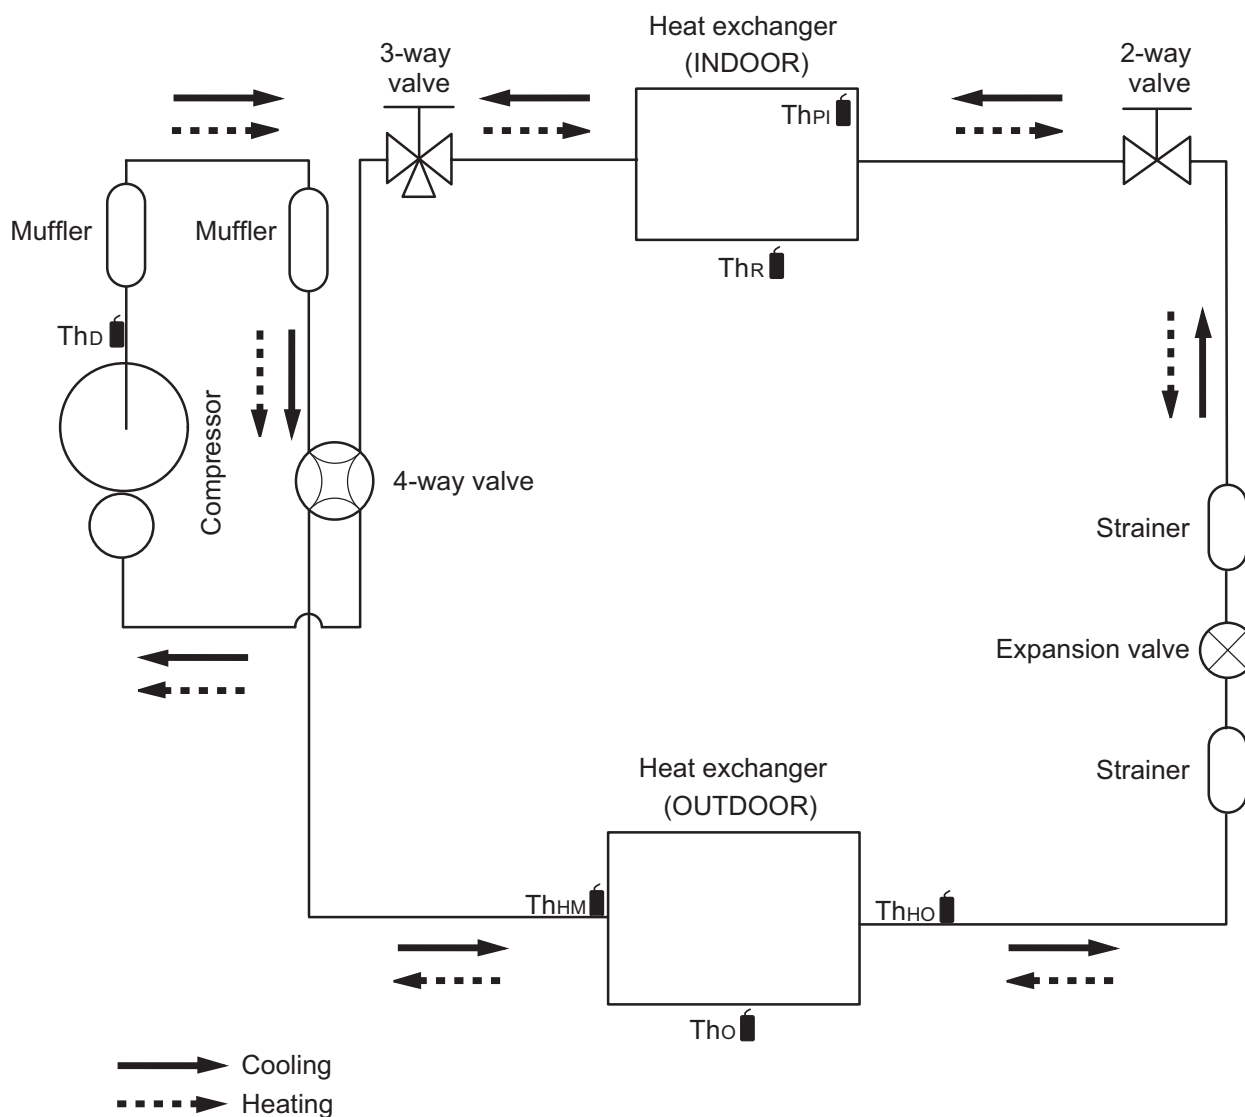 Heat exchanger
(INDOOR)
3-way
valve
2-way
valve
ThPI
Muffler
Muffler
ThR
ThD
Compressor
4-way valve
Strainer
Expansion valve
Strainer
Heat exchanger
(OUTDOOR)
ThHM
ThHO
ThO
Cooling
Heating